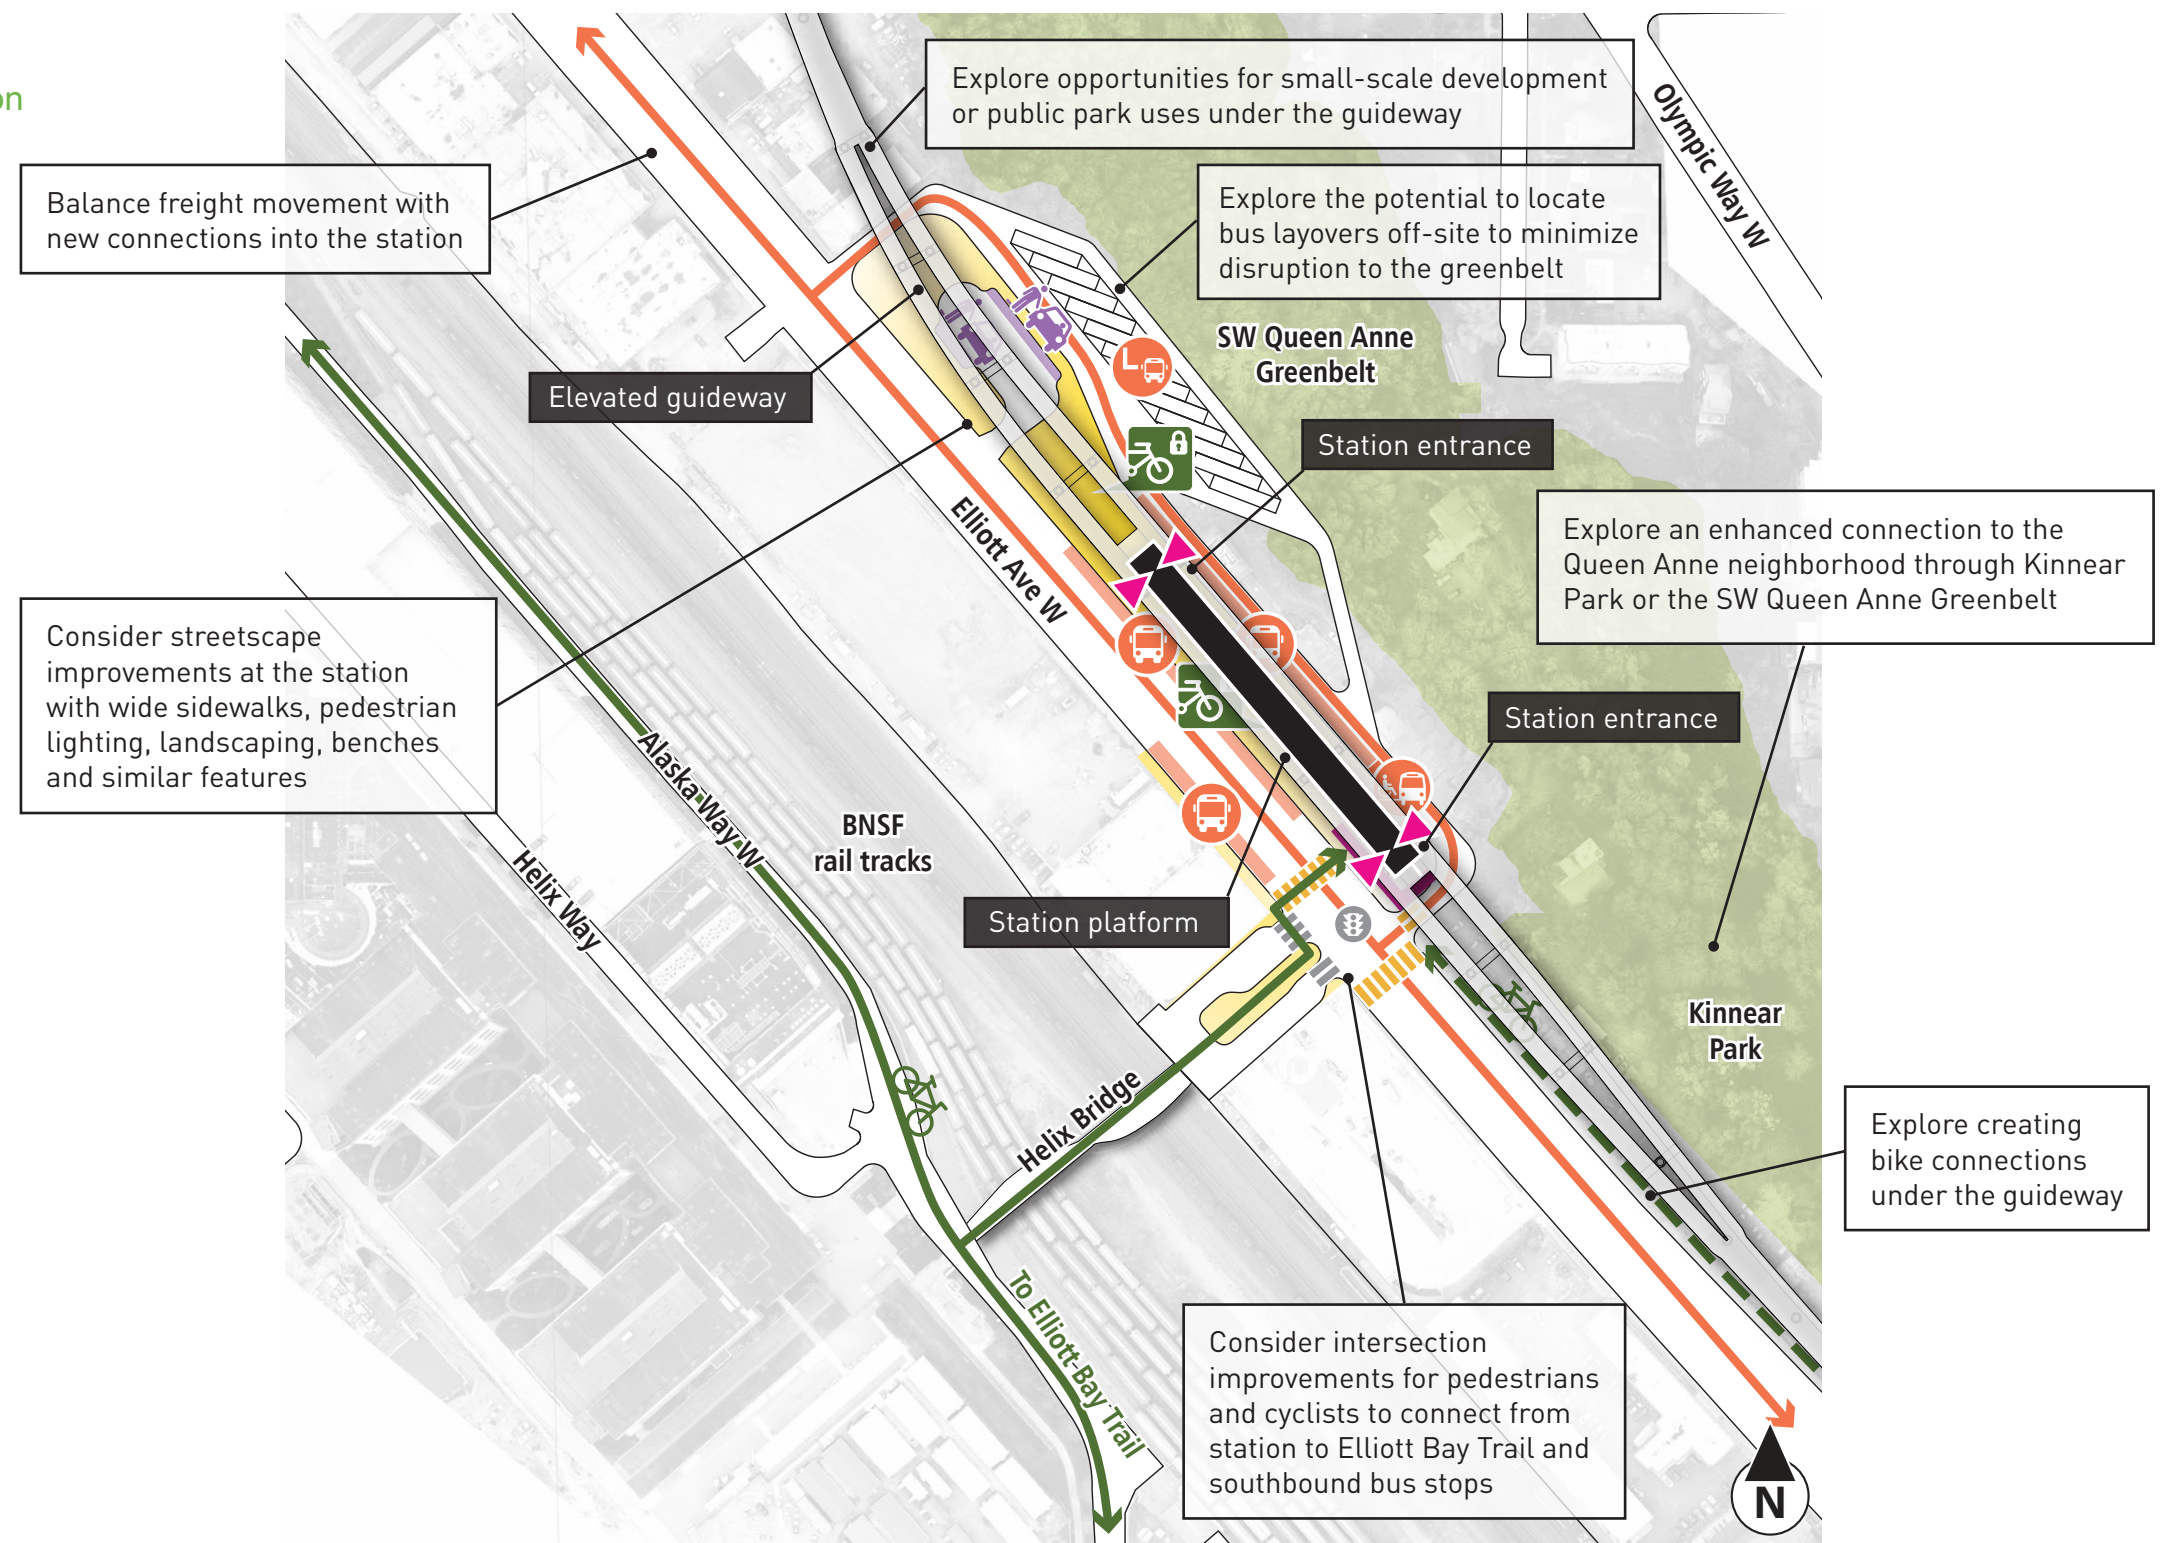 on
Explore opportunities for small-scale development
or public park uses under the guideway
Olympic Way W
Balance freight movement with
new connections into the station
Explore the potential to locate
bus layovers off-site to minimize
disruption to the greenbelt
SW Queen Anne
Greenbelt
L
Elevated guideway
Station entrance
Elliott Ave W
Explore an enhanced connection to the
Queen Anne neighborhood through Kinnear
Park or the SW Queen Anne Greenbelt
Consider streetscape
improvements at the station
with wide sidewalks, pedestrian
lighting, landscaping, benches
and similar features
Station entrance
Alaska Way W
BNSF
rail tracks
Helix Way
Station platform
Kinnear
Park
Helix Bridge
Explore creating
bike connections
under the guideway
To Elliott Bay Trail
Consider intersection
improvements for pedestrians
and cyclists to connect from
station to Elliott Bay Trail and
southbound bus stops
N